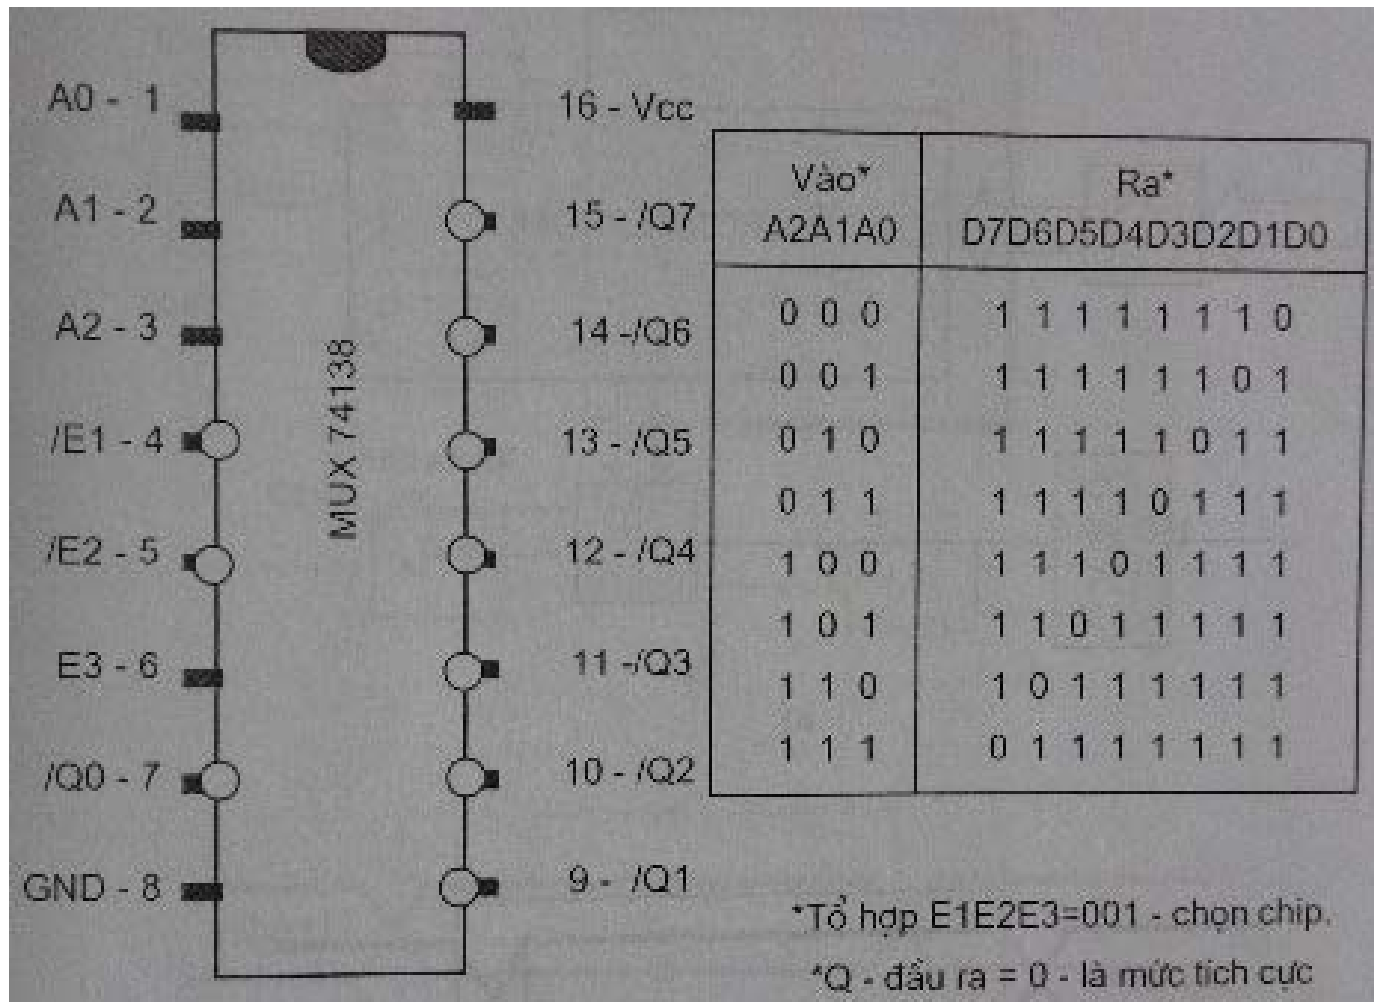 A0 - 1
A1 - 2
A2 - 3
/E1 - 4
/E2 - 5
E3 - 6
/Q0 - 7
GND - 8
MUX 74138
16 - Vcc
15 - /Q7
14 -/Q6
13 - /Q5
12 - /Q4
11 -/Q3
10 - /Q2
9 - /Q1
Vào* Ra*
A2A1A0 D7D6D5D4D3D2D1D0
0 0 0 1 1 1 1 1 1 1 0
0 0 1 1 1 1 1 1 1 0 1
0 1 0 1 1 1 1 1 0 1 1
0 1 1 1 1 1 1 0 1 1 1
1 0 0 1 1 1 0 1 1 1 1
1 0 1 1 1 0 1 1 1 1 1
1 1 0 1 0 1 1 1 1 1 1
1 1 1 0 1 1 1 1 1 1 1
*Tổ hợp E1E2E3=001 - chọn chip.
*Q - đầu ra = 0 - là mức tích cực